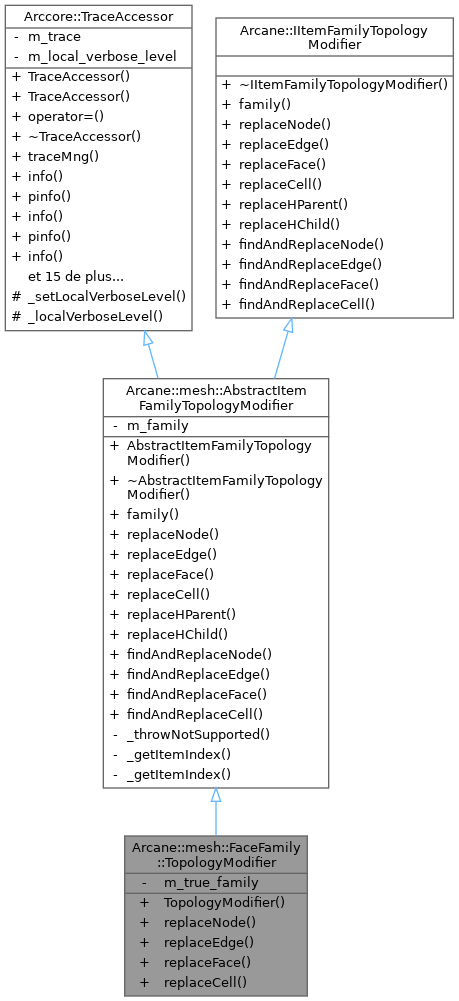 Arccore::TraceAccessor
- m_trace
- m_local_verbose_level
+ TraceAccessor()
+ TraceAccessor()
+ operator=()
+ ~TraceAccessor()
+ traceMng()
+ info()
+ pinfo()
+ info()
+ pinfo()
+ info()
et 15 de plus...
# _setLocalVerboseLevel()
# _localVerboseLevel()
Arcane::IItemFamilyTopology
Modifier
+ ~IItemFamilyTopologyModifier()
+ family()
+ replaceNode()
+ replaceEdge()
+ replaceFace()
+ replaceCell()
+ replaceHParent()
+ replaceHChild()
+ findAndReplaceNode()
+ findAndReplaceEdge()
+ findAndReplaceFace()
+ findAndReplaceCell()
Arcane::mesh::AbstractItem
FamilyTopologyModifier
- m_family
+ AbstractItemFamilyTopology
Modifier()
+ ~AbstractItemFamilyTopology
Modifier()
+ family()
+ replaceNode()
+ replaceEdge()
+ replaceFace()
+ replaceCell()
+ replaceHParent()
+ replaceHChild()
+ findAndReplaceNode()
+ findAndReplaceEdge()
+ findAndReplaceFace()
+ findAndReplaceCell()
- _throwNotSupported()
- _getItemIndex()
- _getItemIndex()
Arcane::mesh::FaceFamily
::TopologyModifier
- m_true_family
+ TopologyModifier()
+ replaceNode()
+ replaceEdge()
+ replaceFace()
+ replaceCell()